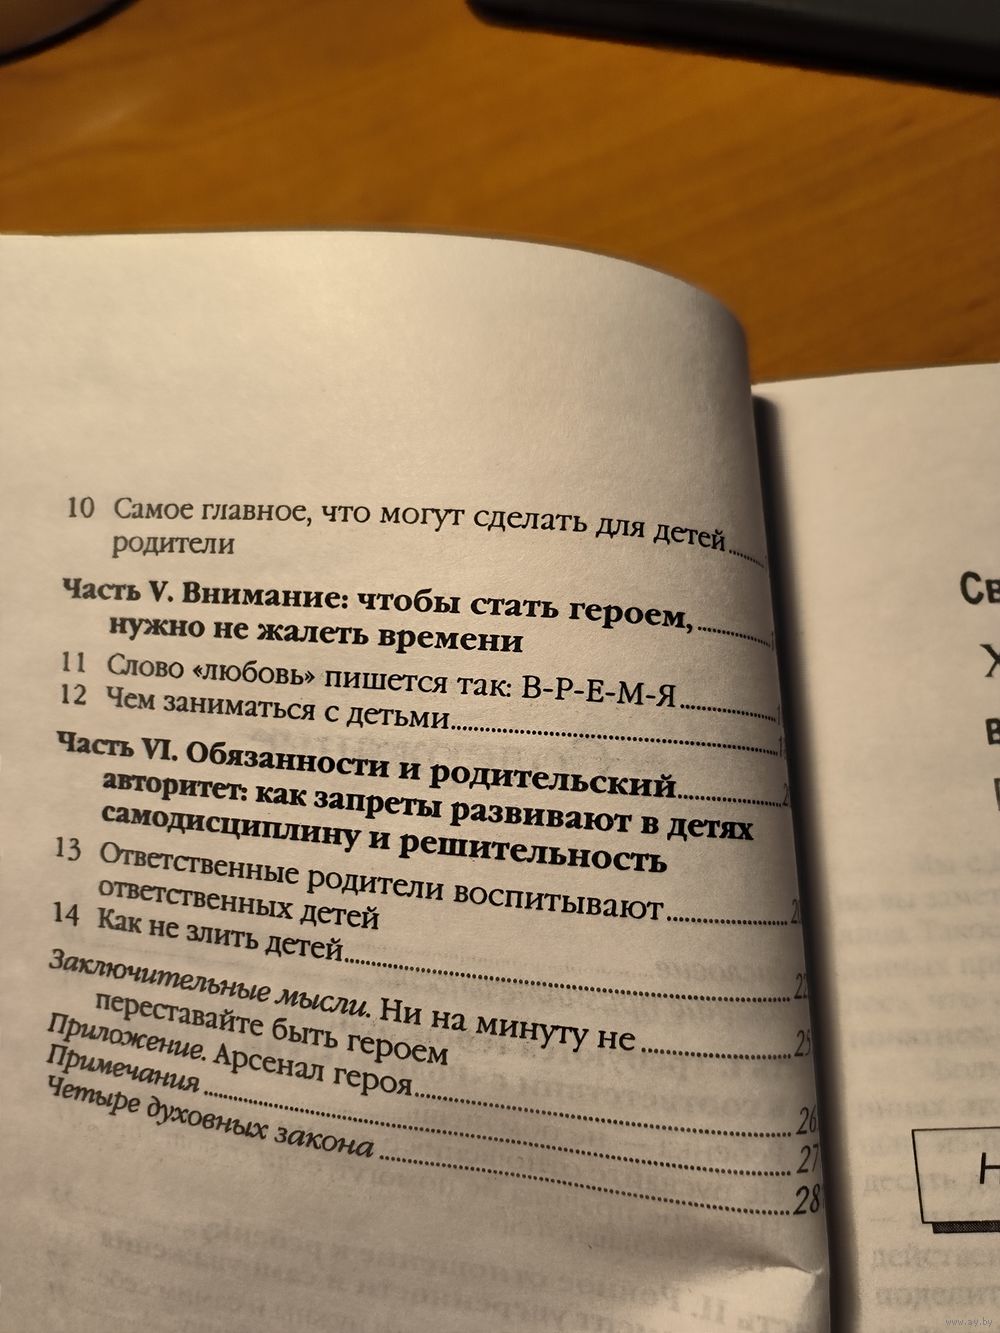 10 Самое главное, что могут сделать для детей
родители
Часть V. Внимание: чтобы стать героем,
нужно не жалеть времени
11 Слово «любовь» пишется так: В-Р-Е-М-Я
12 Чем заниматься с детьми
Часть VI. Обязанности и родительский
авторитет: как запреты развивают в детях
самодисциплину и решительность
13 Ответственные родители воспитывают
ответственных детей
14 Как не злить детей
Заключительные мысли. Ни на минуту не
переставайте быть героем
Приложение. Арсенал героя
Примечания
Четыре духовных закона
www.ay.by